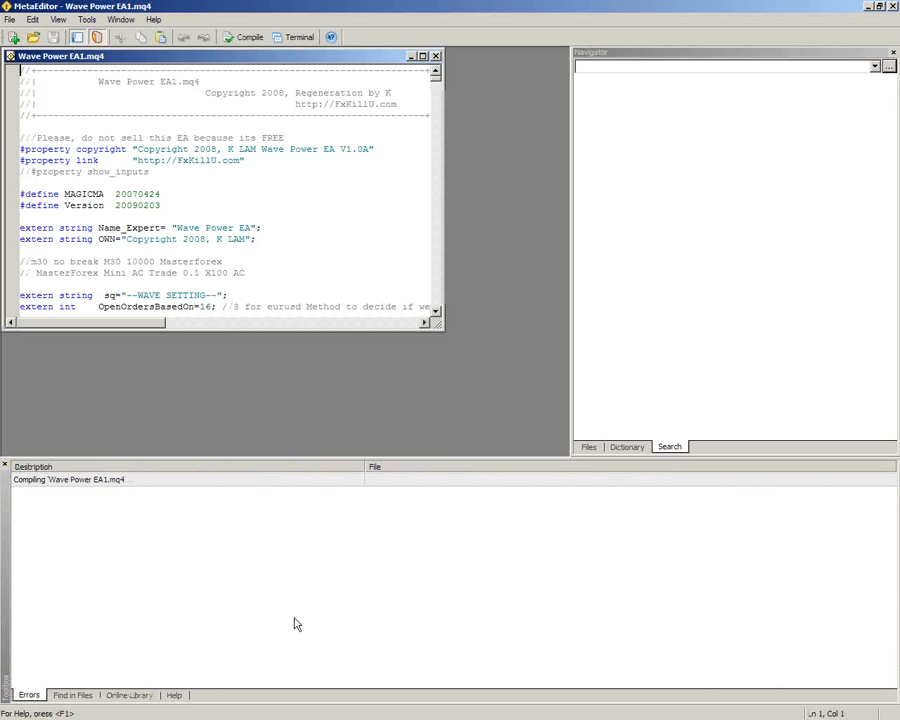 MetaEditor - Wave Power EA1.mq4
File Edit View Tools Window Help
Compile Terminal
Wave Power EA1.mq4
//+------------------------------------------------------------------+
//| Wave Power EA1.mq4
//| Copyright 2008, Regeneration by K
//| http://FxKillU.com
//+------------------------------------------------------------------+
///Please, do not sell this EA because its FREE
#property copyright "Copyright 2008, K LAM Wave Power EA V1.0A"
#property link "http://FxKillU.com"
//#property show_inputs
#define MAGICMA 20070424
#define Version 20090203
extern string Name_Expert= "Wave Power EA";
extern string OWN="Copyright 2008, K LAM";
//m30 no break M30 10000 Masterforex
// MasterForex Mini AC Trade 0.1 X100 AC
extern string sq="--WAVE SETTING--";
extern int OpenOrdersBasedOn=16; //8 for eurusd Method to decide if we
Navigator
...
Files Dictionary Search
Description File
Compiling 'Wave Power EA1.mq4 ...
Toolbox
Errors Find in Files Online Library Help
For Help, press <F1>
Ln 1, Col 1